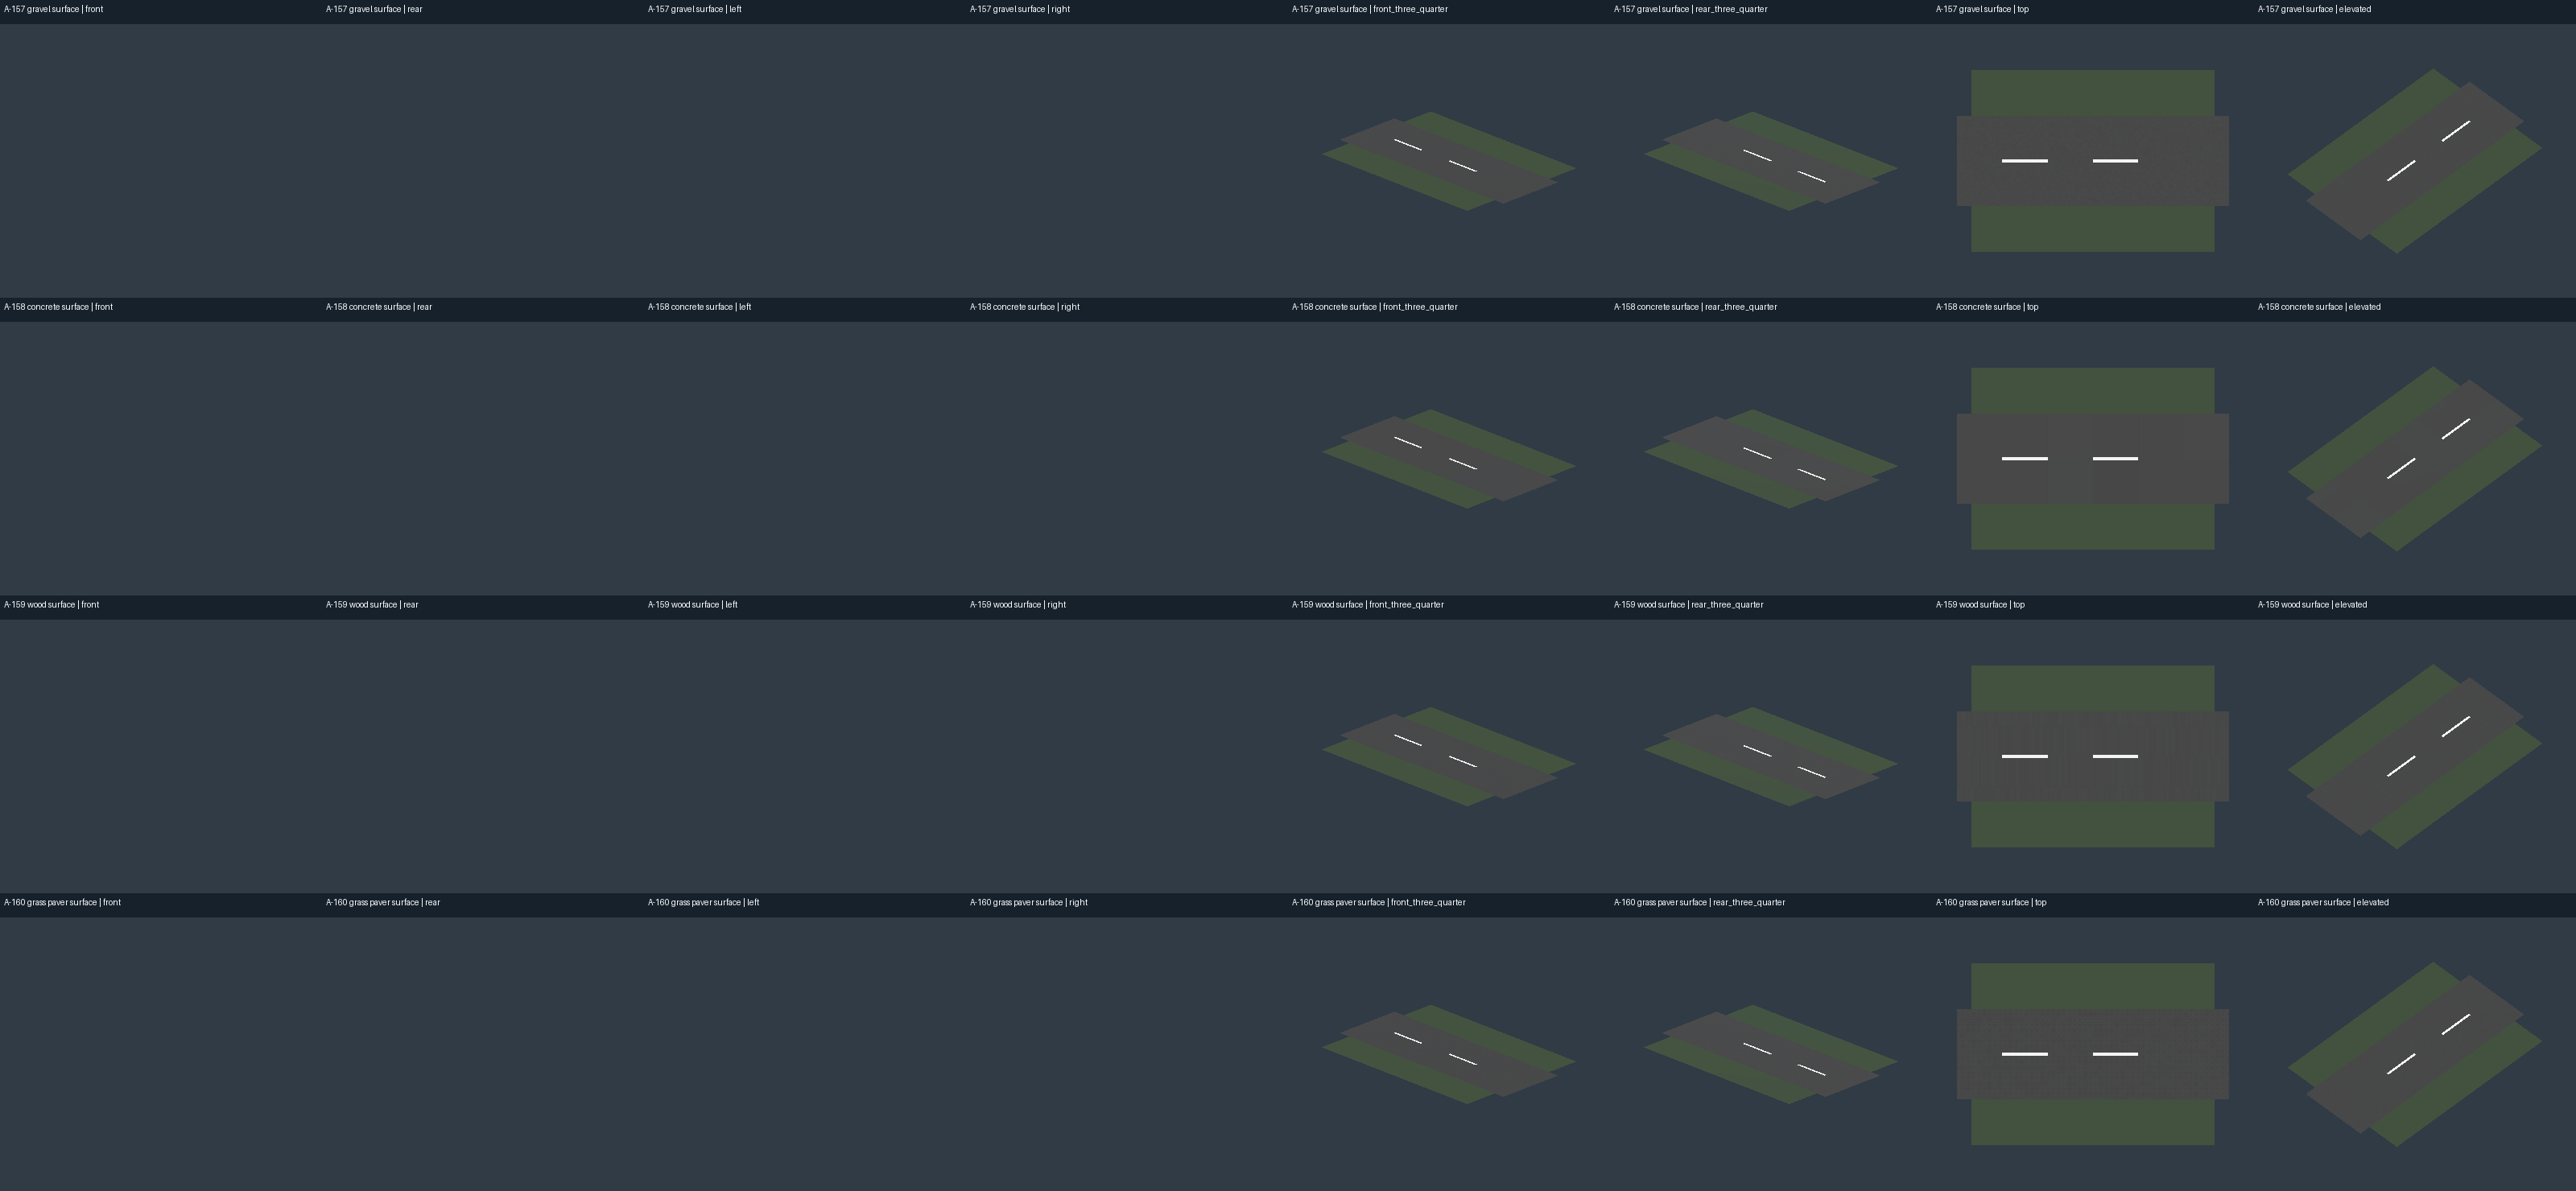 A-157 gravel surface | front
A-157 gravel surface | rear
A-157 gravel surface | left
A-157 gravel surface | right
A-157 gravel surface | front_three_quarter
A-157 gravel surface | rear_three_quarter
A-157 gravel surface | top
A-157 gravel surface | elevated
A-158 concrete surface | front
A-158 concrete surface | rear
A-158 concrete surface | left
A-158 concrete surface | right
A-158 concrete surface | front_three_quarter
A-158 concrete surface | rear_three_quarter
A-158 concrete surface | top
A-158 concrete surface | elevated
A-159 wood surface | front
A-159 wood surface | rear
A-159 wood surface | left
A-159 wood surface | right
A-159 wood surface | front_three_quarter
A-159 wood surface | rear_three_quarter
A-159 wood surface | top
A-159 wood surface | elevated
A-160 grass paver surface | front
A-160 grass paver surface | rear
A-160 grass paver surface | left
A-160 grass paver surface | right
A-160 grass paver surface | front_three_quarter
A-160 grass paver surface | rear_three_quarter
A-160 grass paver surface | top
A-160 grass paver surface | elevated